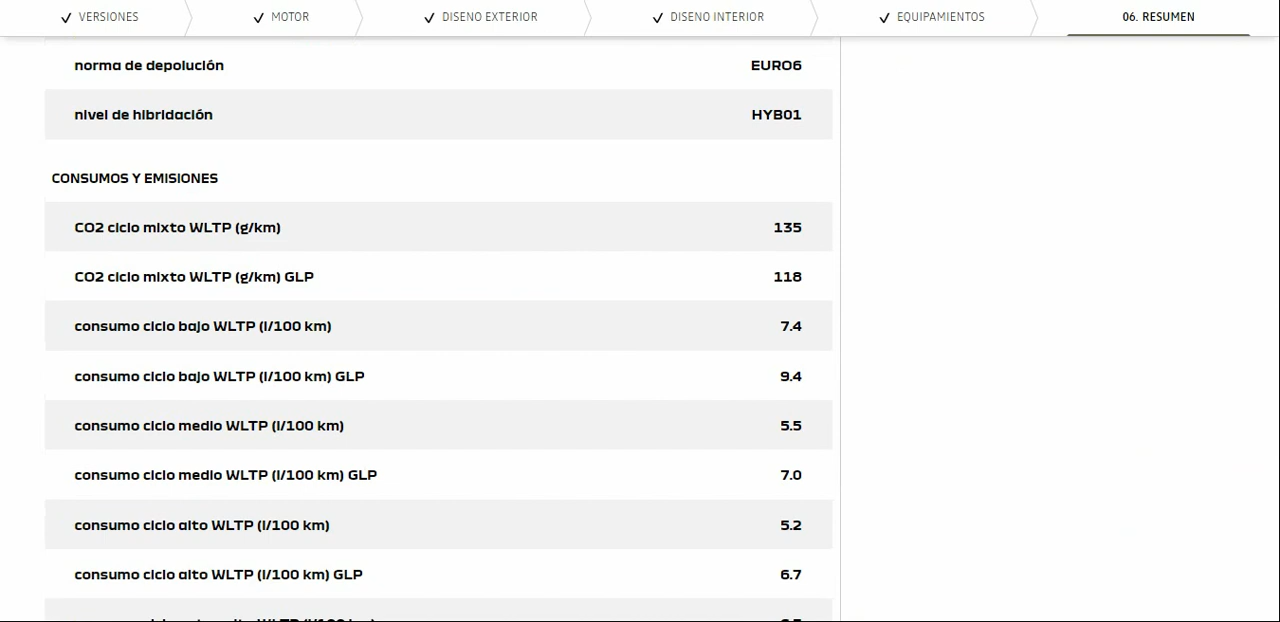 VERSIONES MOTOR DISENO EXTERIOR DISENO INTERIOR EQUIPAMIENTOS 06. RESUMEN
norma de depolución EURO6
nivel de hibridación HYB01
CONSUMOS Y EMISIONES
CO2 ciclo mixto WLTP (g/km) 135
CO2 ciclo mixto WLTP (g/km) GLP 118
consumo ciclo bajo WLTP (l/100 km) 7.4
consumo ciclo bajo WLTP (l/100 km) GLP 9.4
consumo ciclo medio WLTP (l/100 km) 5.5
consumo ciclo medio WLTP (l/100 km) GLP 7.0
consumo ciclo alto WLTP (l/100 km) 5.2
consumo ciclo alto WLTP (l/100 km) GLP 6.7